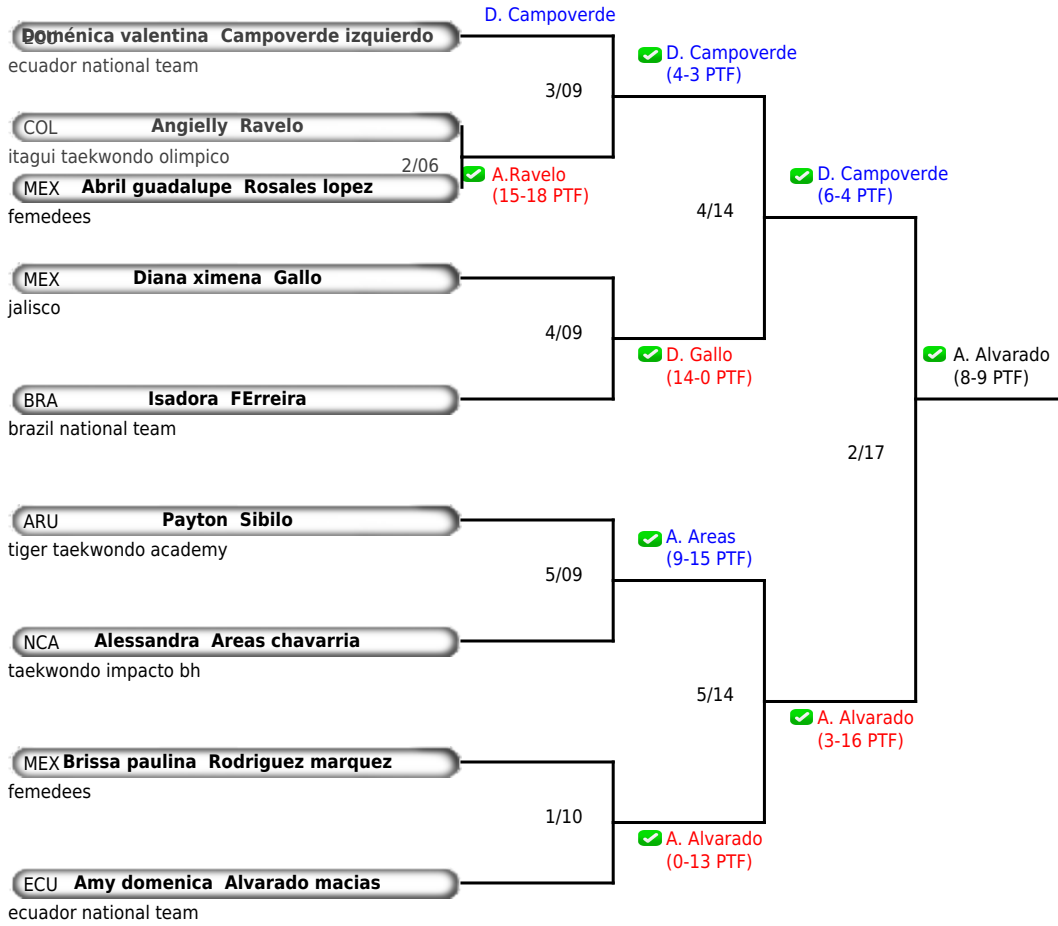 D. Campoverde
ECU Doménica valentina Campoverde izquierdo
ecuador national team
D. Campoverde
(4-3 PTF)
3/09
COL Angielly Ravelo
itagui taekwondo olimpico
2/06
A.Ravelo
(15-18 PTF)
MEX Abril guadalupe Rosales lopez
femedees
D. Campoverde
(6-4 PTF)
4/14
MEX Diana ximena Gallo
jalisco
4/09
D. Gallo
(14-0 PTF)
A. Alvarado
(8-9 PTF)
BRA Isadora FErreira
brazil national team
2/17
ARU Payton Sibilo
tiger taekwondo academy
A. Areas
(9-15 PTF)
5/09
NCA Alessandra Areas chavarria
taekwondo impacto bh
5/14
A. Alvarado
(3-16 PTF)
MEX Brissa paulina Rodriguez marquez
femedees
1/10
A. Alvarado
(0-13 PTF)
ECU Amy domenica Alvarado macias
ecuador national team